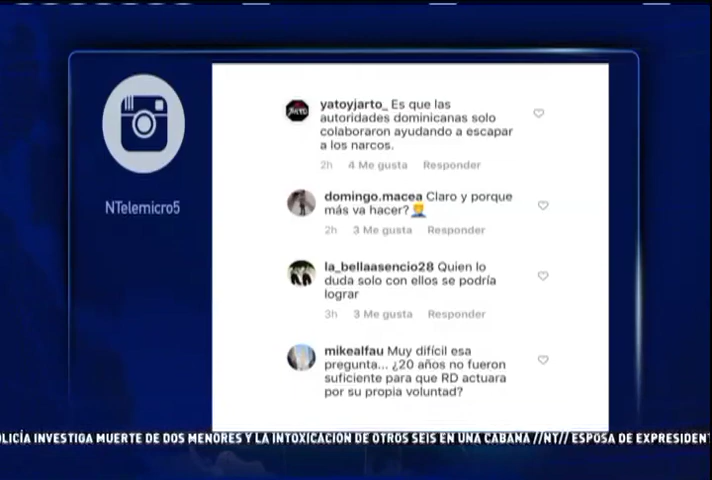 NTelemicro5
yatoyjarto_ Es que las
autoridades dominicanas solo
colaboraron ayudando a escapar
a los narcos.
2h 4 Me gusta Responder
domingo.macea Claro y porque
más va hacer?
2h 3 Me gusta Responder
la_bellaasencio28 Quien lo
duda solo con ellos se podría
lograr
3h 3 Me gusta Responder
mikealfau Muy difícil esa
pregunta... ¿20 años no fueron
suficiente para que RD actuara
por su propia voluntad?
OLICÍA INVESTIGA MUERTE DE DOS MENORES Y LA INTOXICACION DE OTROS SEIS EN UNA CABAÑA //NT// ESPOSA DE EXPRESIDENT